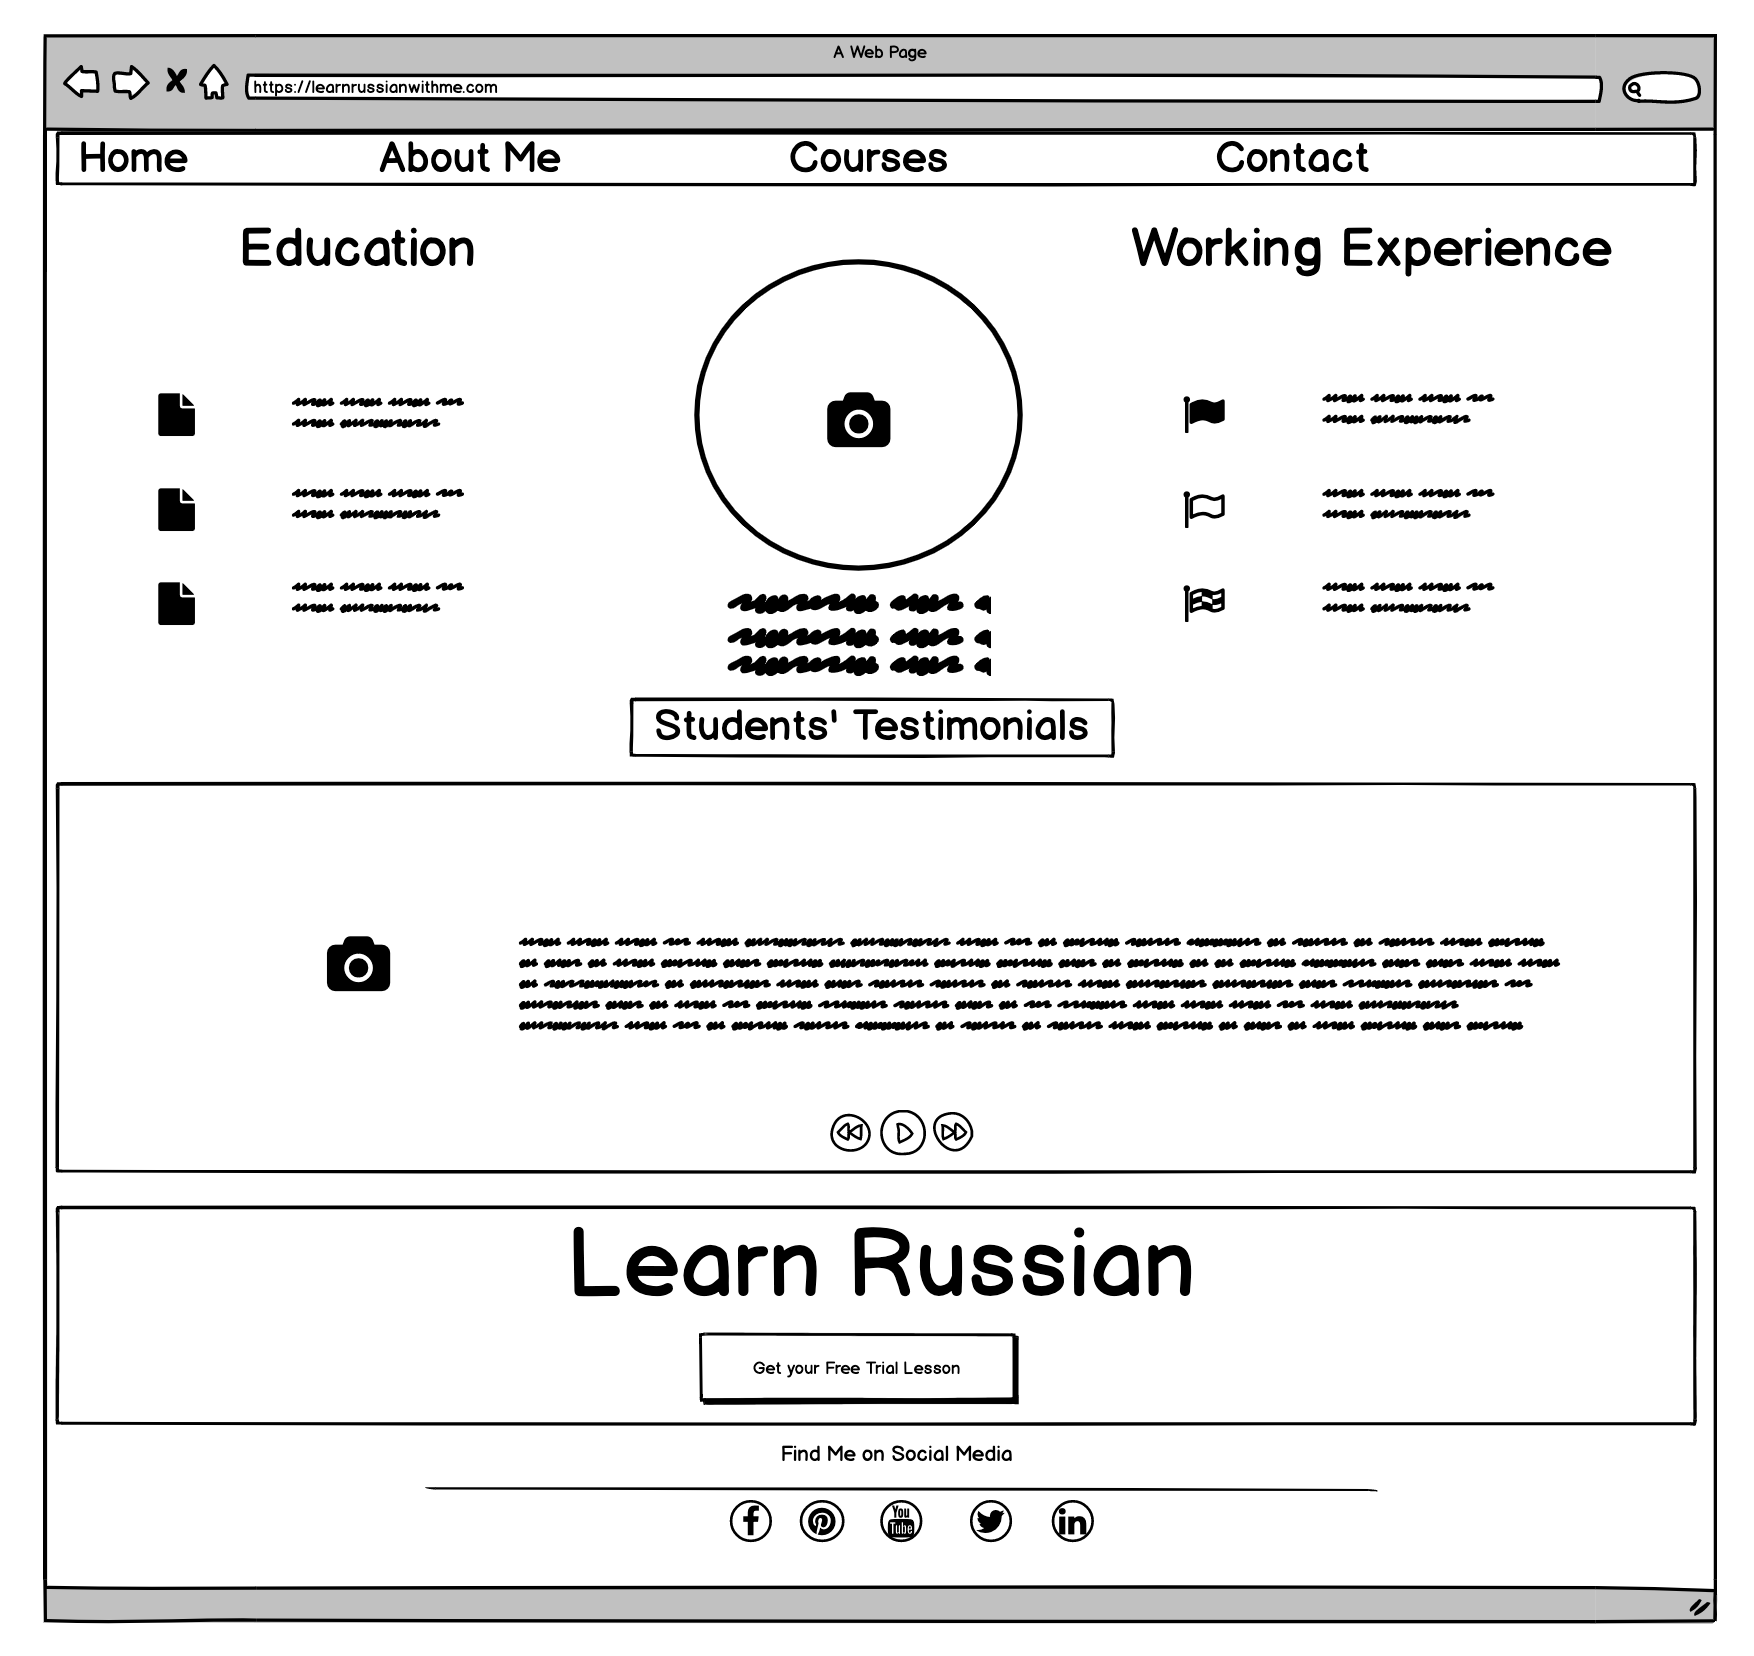 A Web Page
https://learnrussianwithme.com
Home About Me Courses Contact
Education
Working Experience
Students' Testimonials
Learn Russian
Get your Free Trial Lesson
Find Me on Social Media
f
You
Tube
in